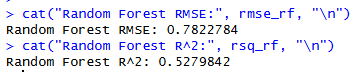 > cat("Random Forest RMSE:", rmse_rf, "\n")
Random Forest RMSE: 0.7822784
> cat("Random Forest R^2:", rsq_rf, "\n")
Random Forest R^2: 0.5279842